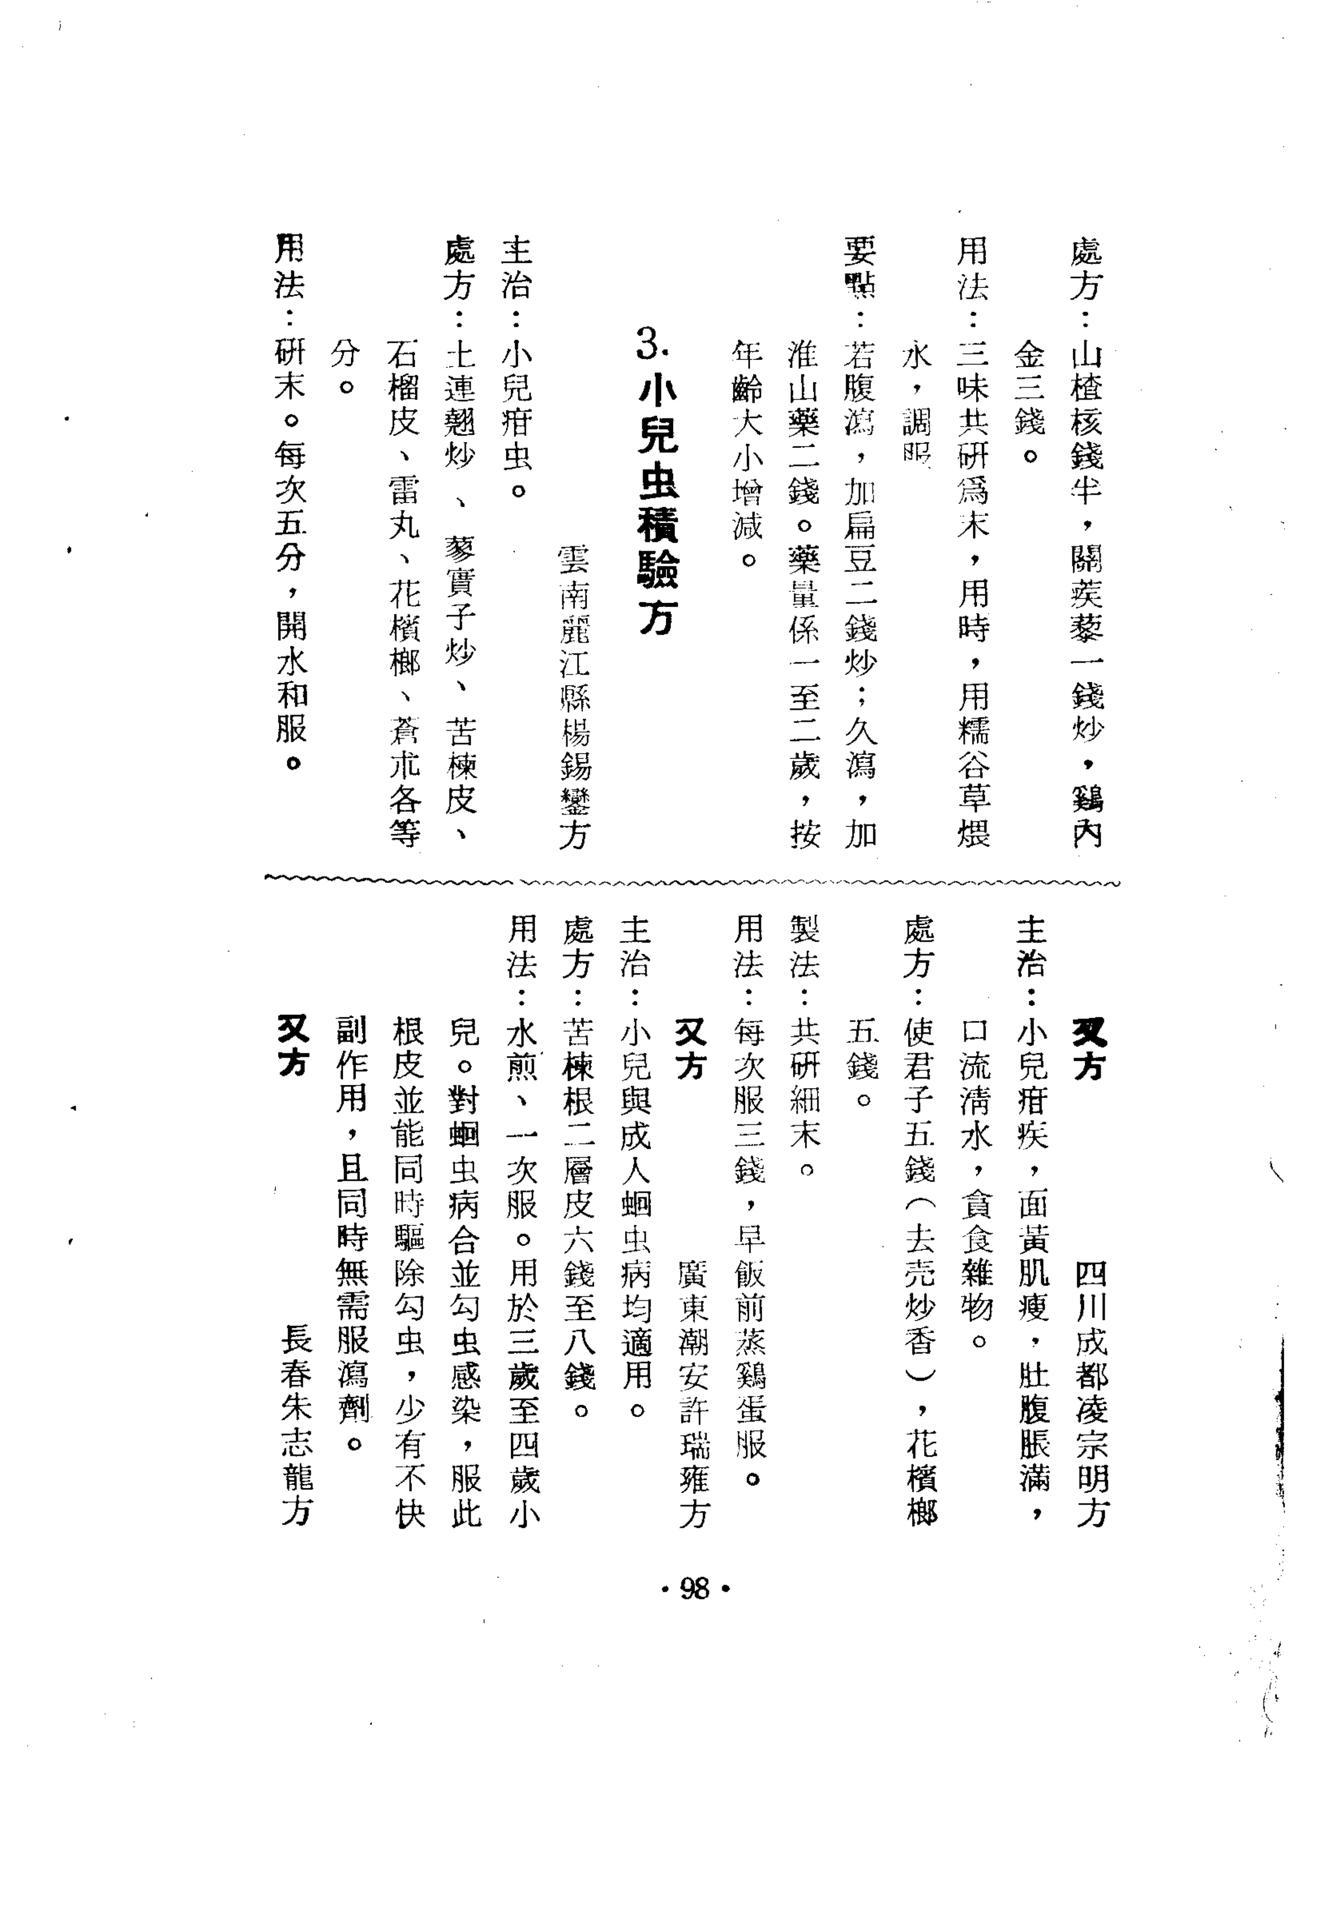 處方：山楂核錢半，關蒺藜一錢炒，鷄內
金三錢。
用法：三味共研爲末，用時，用糯谷草煨
水，調服
要點：若腹瀉，加扁豆二錢炒；久瀉，加
淮山藥二錢。藥量係一至二歲，按
年齡大小增減。
3.小兒虫積驗方
雲南麗江縣楊錫鑾方
主治：小兒疳虫。
處方：土連翹炒、蓼實子炒、苦楝皮、
石榴皮、雷丸、花檳榔、蒼朮各等
分。
用法：研末。每次五分，開水和服。
又方　四川成都凌宗明方
主治：小兒疳疾，面黃肌瘦，肚腹脹滿，
口流淸水，貪食雜物。
處方：使君子五錢（去壳炒香），花檳榔
五錢。
製法：共研細末。
用法：每次服三錢，早飯前蒸鷄蛋服。
又方　廣東潮安許瑞雍方
主治：小兒與成人蛔虫病均適用。
處方：苦楝根二層皮六錢至八錢。
用法：水煎、一次服。用於三歲至四歲小
兒。對蛔虫病合並勾虫感染，服此
根皮並能同時驅除勾虫，少有不快
副作用，且同時無需服瀉劑。
又方　長春朱志龍方
·98·